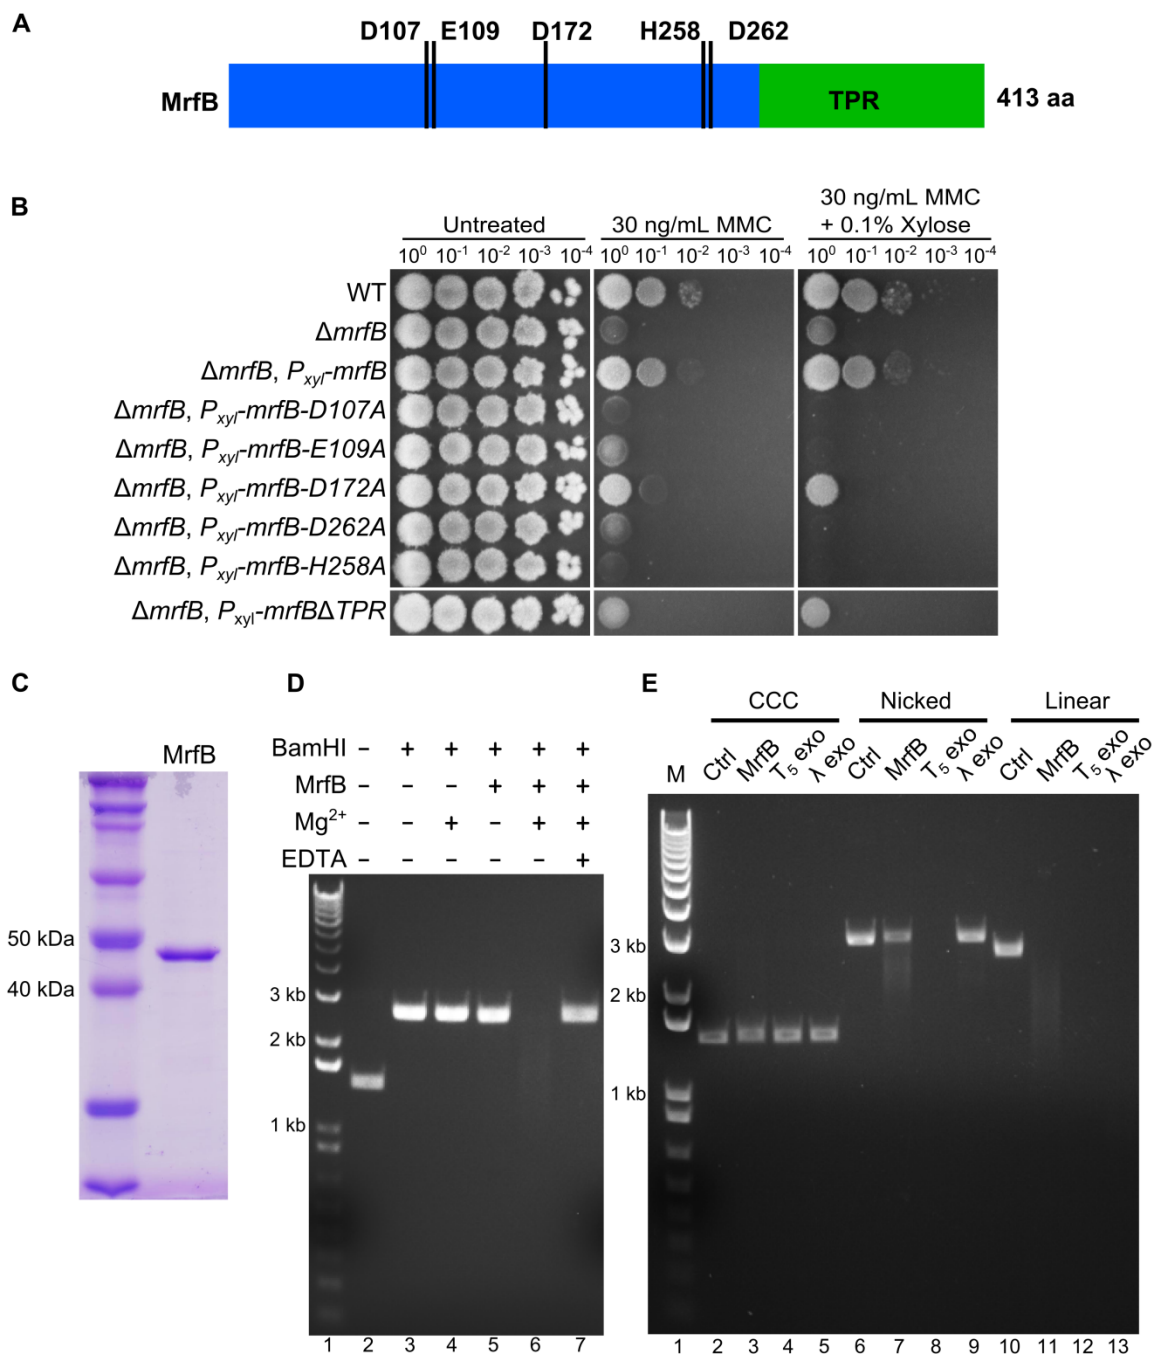 A
D107 E109 D172 H258 D262
MrfB TPR 413 aa
B
Untreated 30 ng/mL MMC 30 ng/mL MMC + 0.1% Xylose
10⁰ 10⁻¹ 10⁻² 10⁻³ 10⁻⁴ 10⁰ 10⁻¹ 10⁻² 10⁻³ 10⁻⁴ 10⁰ 10⁻¹ 10⁻² 10⁻³ 10⁻⁴
WT
ΔmrfB
ΔmrfB, Pxyl-mrfB
ΔmrfB, Pxyl-mrfB-D107A
ΔmrfB, Pxyl-mrfB-E109A
ΔmrfB, Pxyl-mrfB-D172A
ΔmrfB, Pxyl-mrfB-D262A
ΔmrfB, Pxyl-mrfB-H258A
ΔmrfB, Pxyl-mrfBΔTPR
C
MrfB
50 kDa
40 kDa
D
BamHI – + + + + +
MrfB – – – + + +
Mg²⁺ – – + – + +
EDTA – – – – – +
3 kb
2 kb
1 kb
1 2 3 4 5 6 7
E
CCC Nicked Linear
M Ctrl MrfB T₅ exo λ exo Ctrl MrfB T₅ exo λ exo Ctrl MrfB T₅ exo λ exo
3 kb
2 kb
1 kb
1 2 3 4 5 6 7 8 9 10 11 12 13